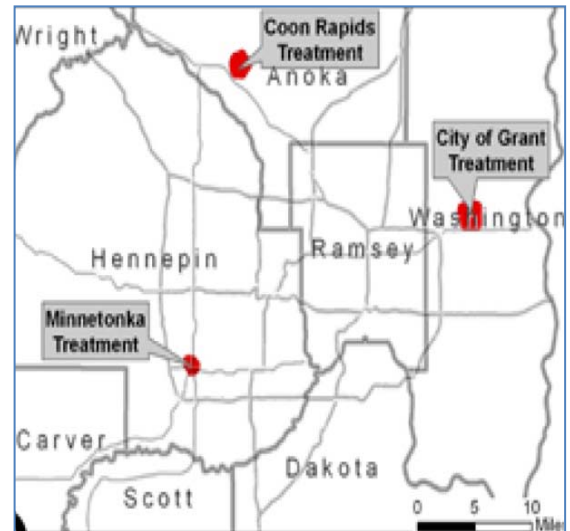 Wright
Coon Rapids
Treatment
Anoka
City of Grant
Treatment
Washington
Hennepin
Ramsey
Minnetonka
Treatment
Carver
Dakota
Scott
0 5 10
Miles